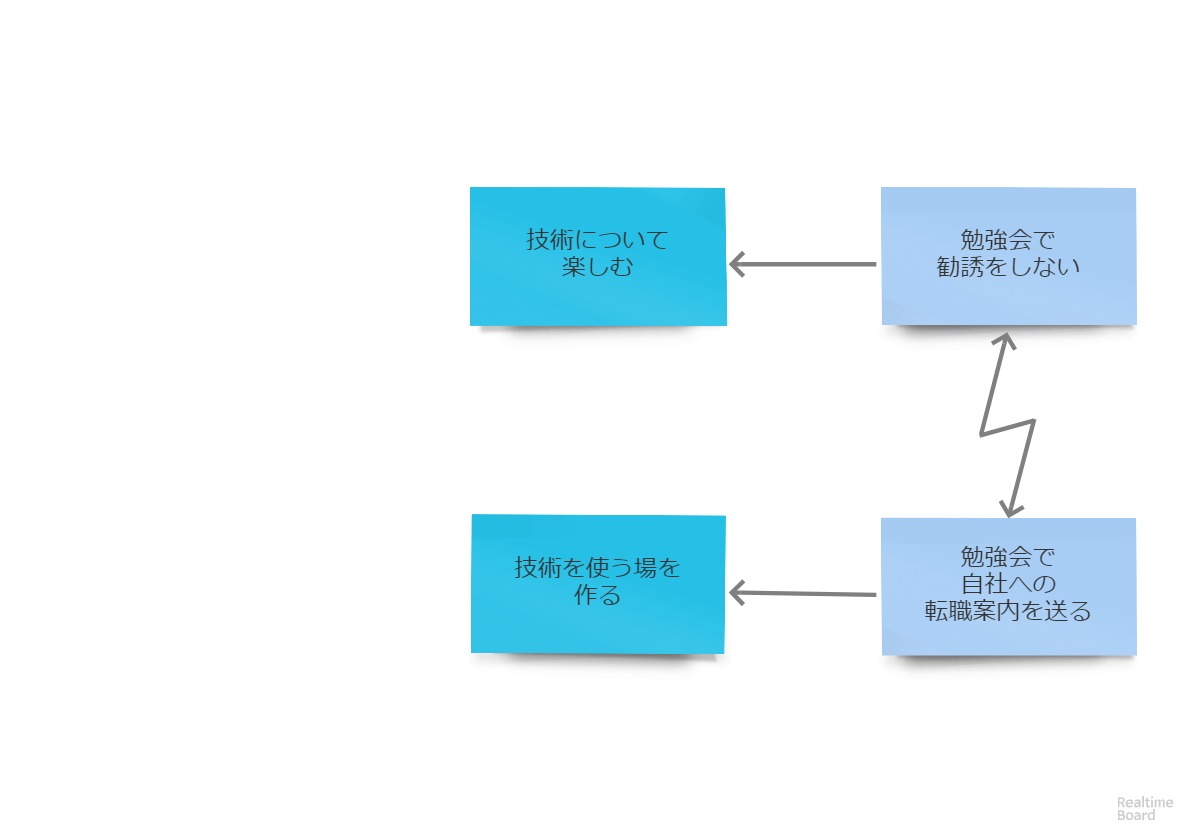 技術について
楽しむ
勉強会で
勧誘をしない
技術を使う場を
作る
勉強会で
自社への
転職案内を送る
Realtime
Board